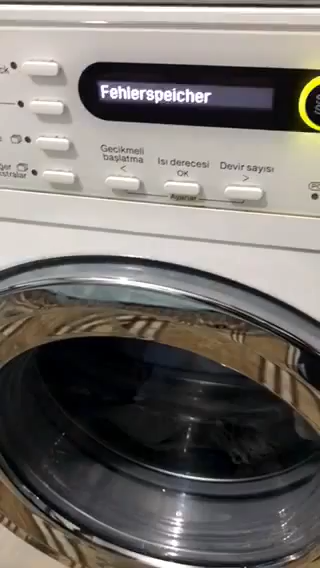 Fehlerspeicher
Gecikmeli
başlatma
<
Isı derecesi
OK
Devir sayısı
>
Ayarlar